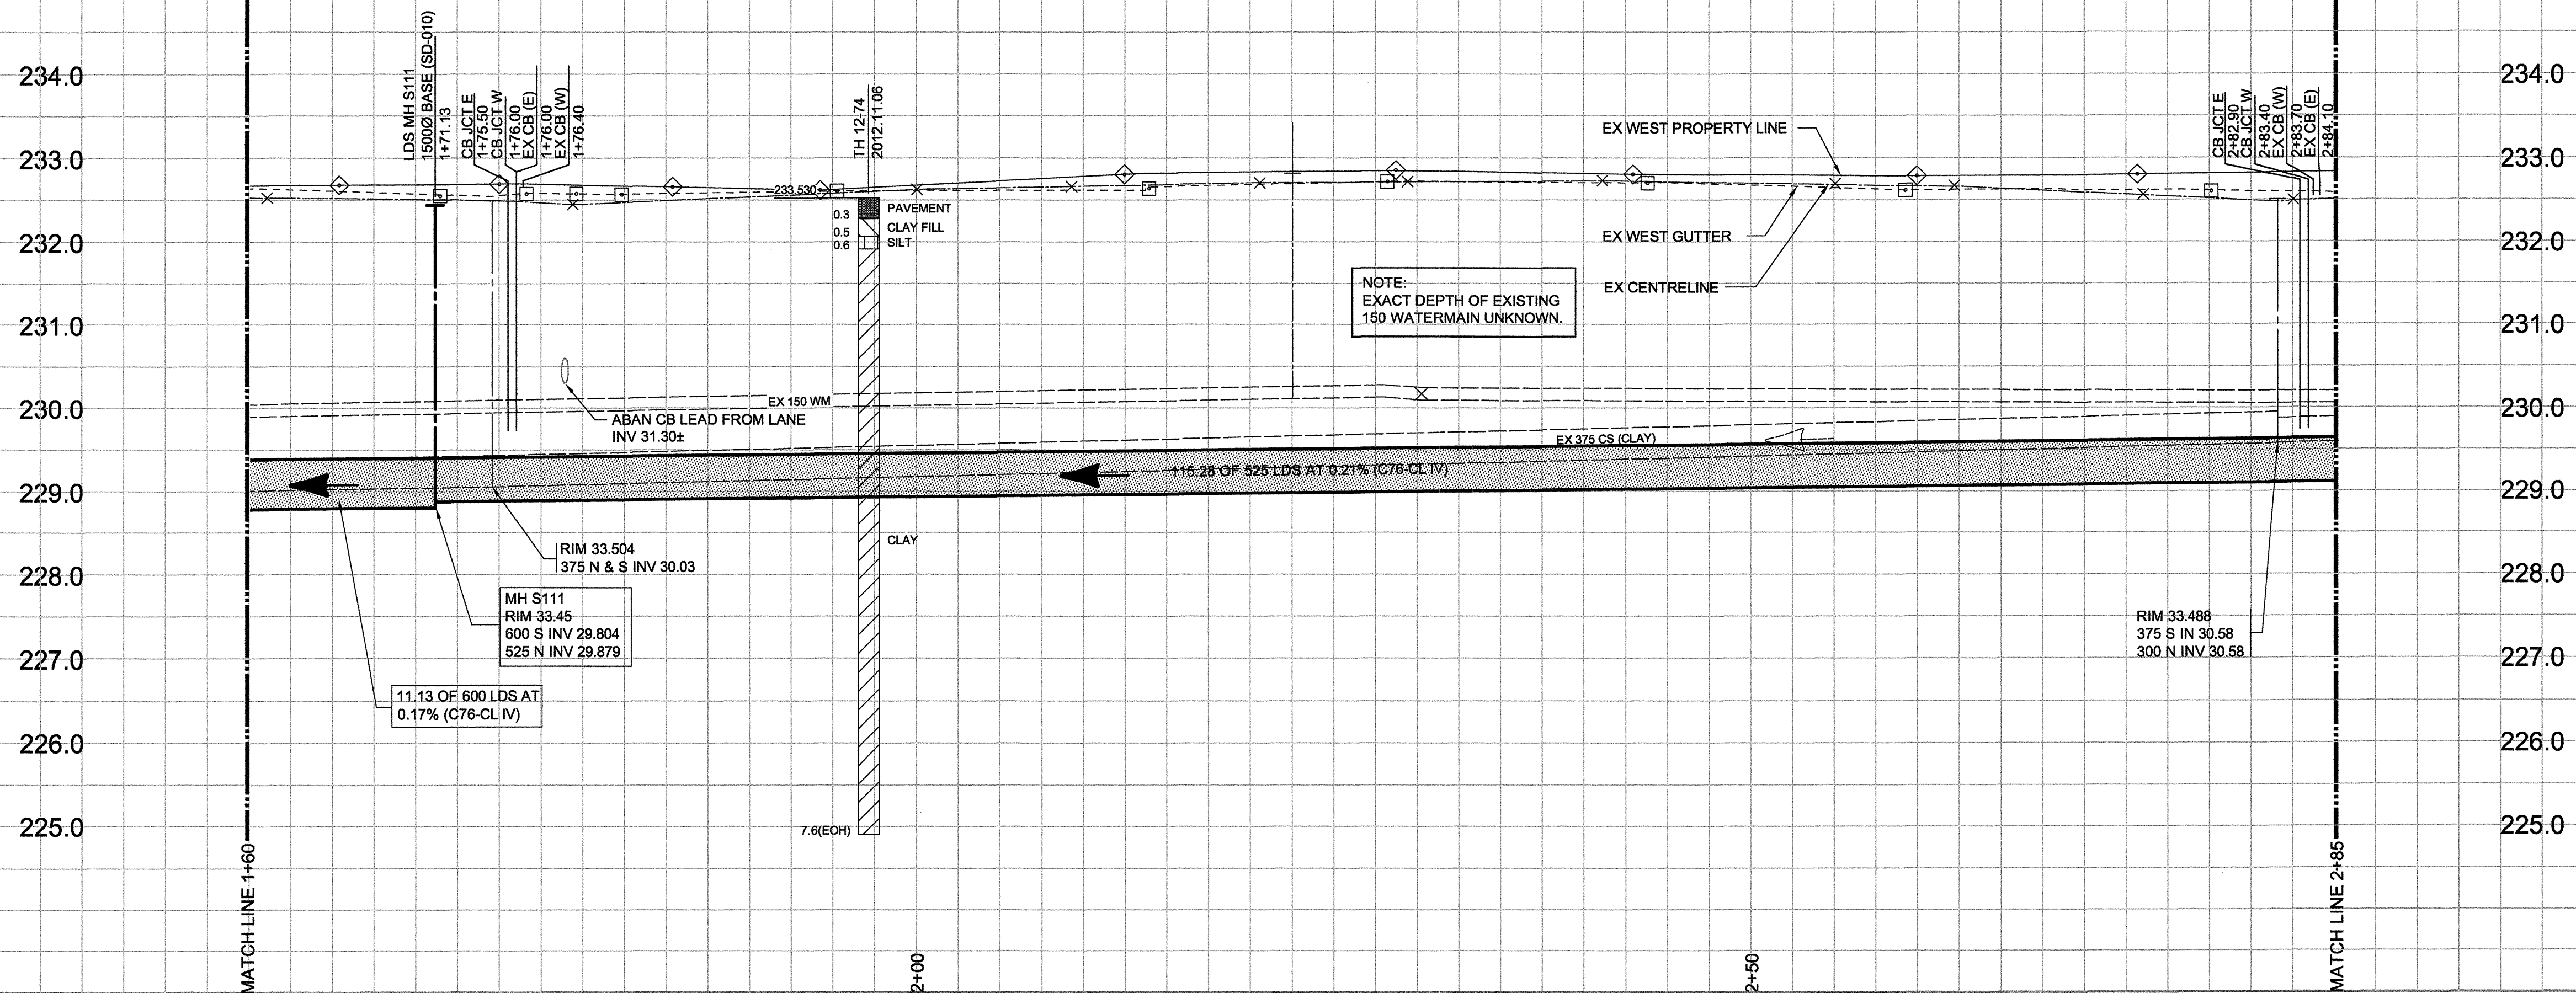 234.0
233.0
232.0
231.0
230.0
229.0
228.0
227.0
226.0
225.0
MATCH LINE 1+60
LDS MH S111
1500Ø BASE (SD-010)
1+71.13
CB JCT E
1+75.50
CB JCT W
1+76.00
EX CB (E)
1+76.00
EX CB (W)
1+76.40
TH 12-74
2012.11.06
233.530
0.3
PAVEMENT
0.5
CLAY FILL
0.6
SILT
CLAY
7.6(EOH)
EX 150 WM
ABAN CB LEAD FROM LANE
INV 31.30±
RIM 33.504
375 N & S INV 30.03
MH S111
RIM 33.45
600 S INV 29.804
525 N INV 29.879
11.13 OF 600 LDS AT
0.17% (C76-CL IV)
115.28 OF 525 LDS AT 0.21% (C76-CL IV)
EX 375 CS (CLAY)
NOTE:
EXACT DEPTH OF EXISTING
150 WATERMAIN UNKNOWN.
EX WEST PROPERTY LINE
EX WEST GUTTER
EX CENTRELINE
CB JCT E
2+82.90
CB JCT W
2+83.40
EX CB (W)
2+83.70
EX CB (E)
2+84.10
RIM 33.488
375 S IN 30.58
300 N INV 30.58
2+00
2+50
MATCH LINE 2+85
234.0
233.0
232.0
231.0
230.0
229.0
228.0
227.0
226.0
225.0